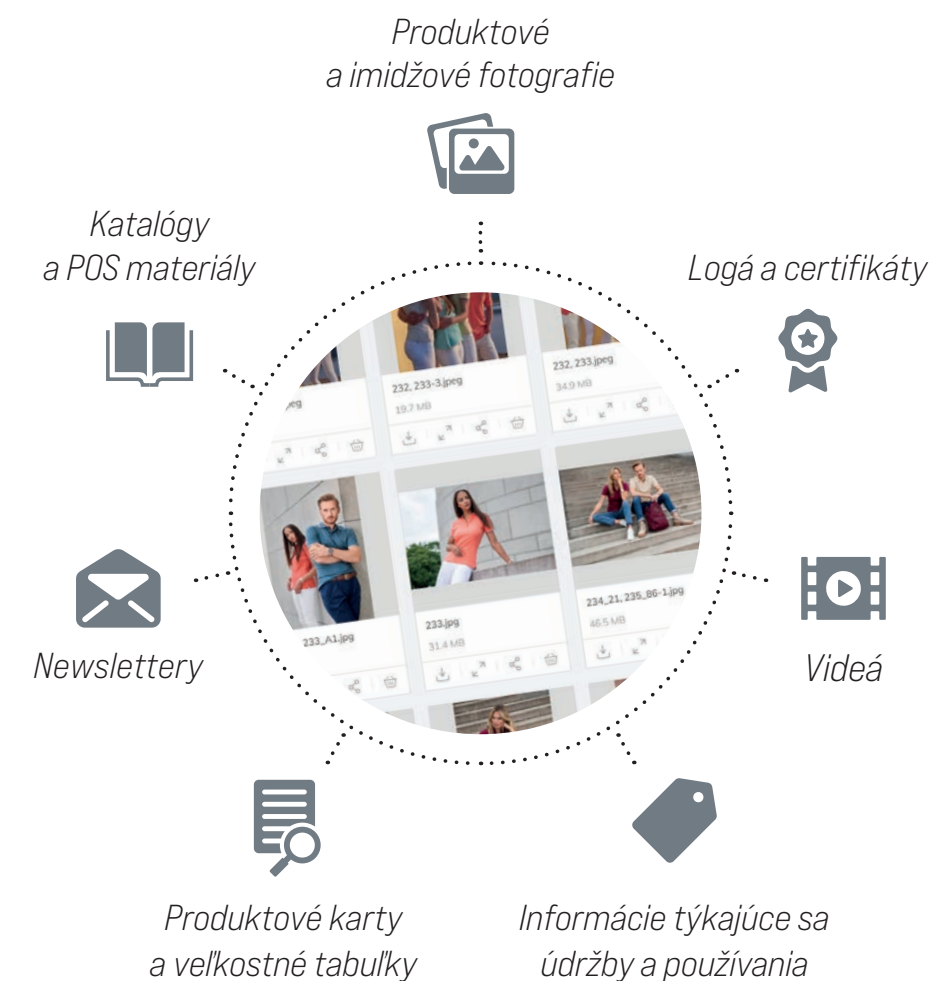 Produktové
a imidžové fotografie
Katalógy
a POS materiály
Logá a certifikáty
232, 233-3.jpeg
19.7 MB
232, 233.jpeg
34.9 MB
233_A1.jpg
233.jpg
31.4 MB
234_21, 235_86-1.jpg
46.5 MB
Newslettery
Videá
Produktové karty
a veľkostné tabuľky
Informácie týkajúce sa
údržby a používania